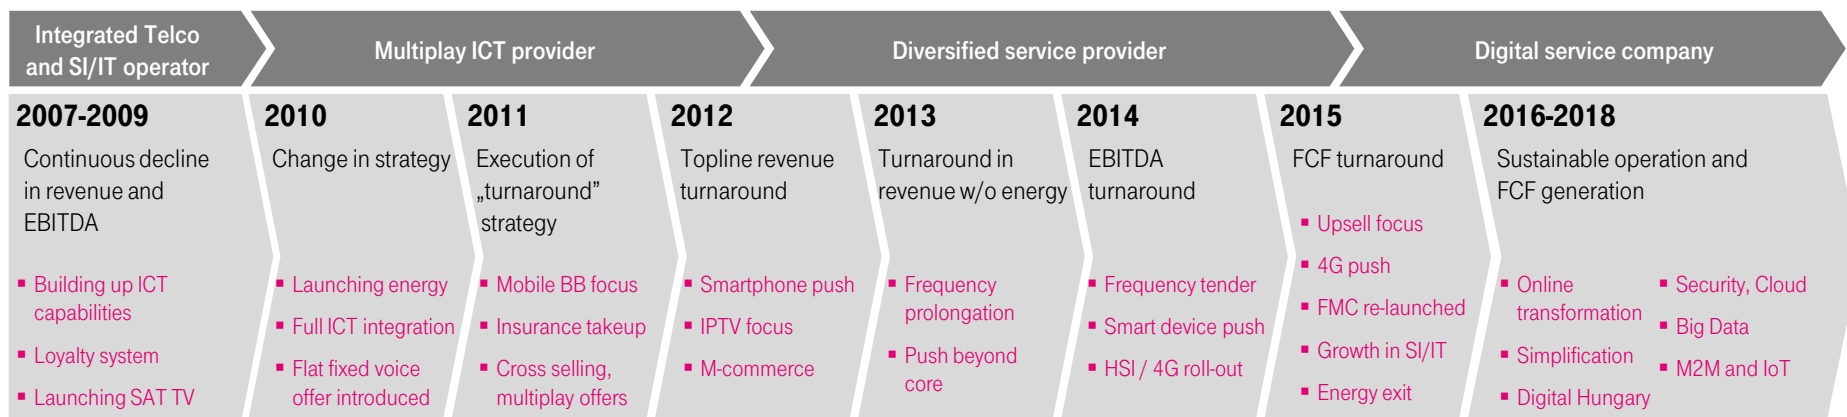 Integrated Telco
and SI/IT operator
Multiplay ICT provider
Diversified service provider
Digital service company
2007-2009
Continuous decline
in revenue and
EBITDA
▪ Building up ICT
capabilities
▪ Loyalty system
▪ Launching SAT TV
2010
Change in strategy
▪ Launching energy
▪ Full ICT integration
▪ Flat fixed voice
offer introduced
2011
Execution of
„turnaround”
strategy
▪ Mobile BB focus
▪ Insurance takeup
▪ Cross selling,
multiplay offers
2012
Topline revenue
turnaround
▪ Smartphone push
▪ IPTV focus
▪ M-commerce
2013
Turnaround in
revenue w/o energy
▪ Frequency
prolongation
▪ Push beyond
core
2014
EBITDA
turnaround
▪ Frequency tender
▪ Smart device push
▪ HSI / 4G roll-out
2015
FCF turnaround
▪ Upsell focus
▪ 4G push
▪ FMC re-launched
▪ Growth in SI/IT
▪ Energy exit
2016-2018
Sustainable operation and
FCF generation
▪ Online
transformation
▪ Simplification
▪ Digital Hungary
▪ Security, Cloud
▪ Big Data
▪ M2M and IoT